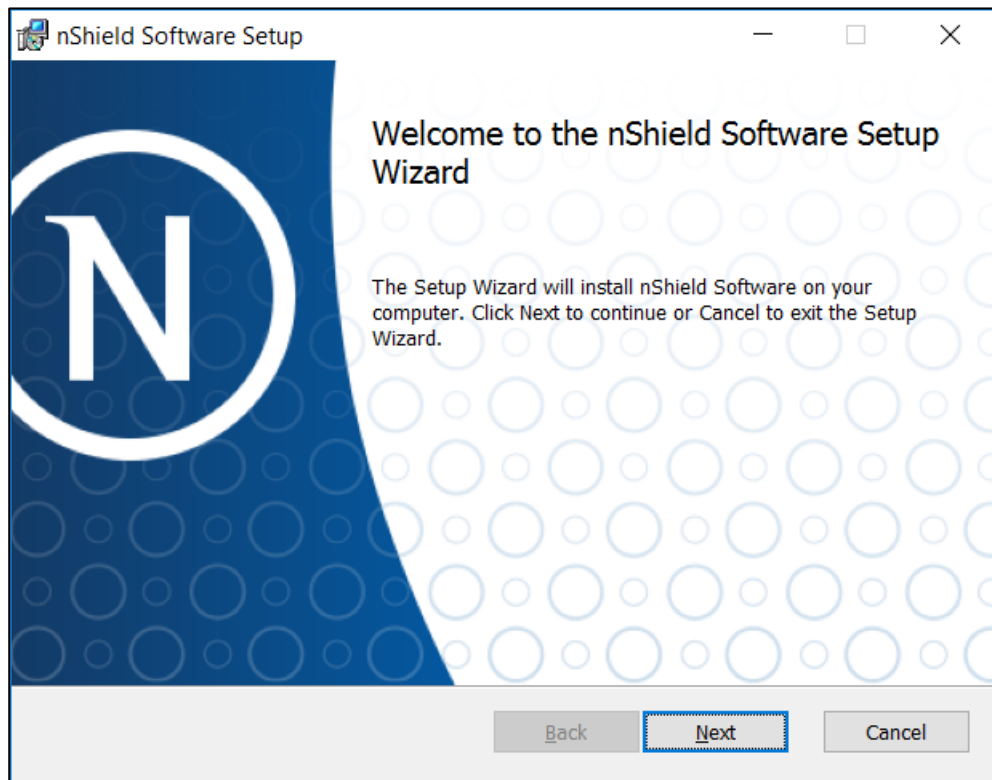 nShield Software Setup
Welcome to the nShield Software Setup
Wizard
The Setup Wizard will install nShield Software on your
computer. Click Next to continue or Cancel to exit the Setup
Wizard.
N
Back
Next
Cancel